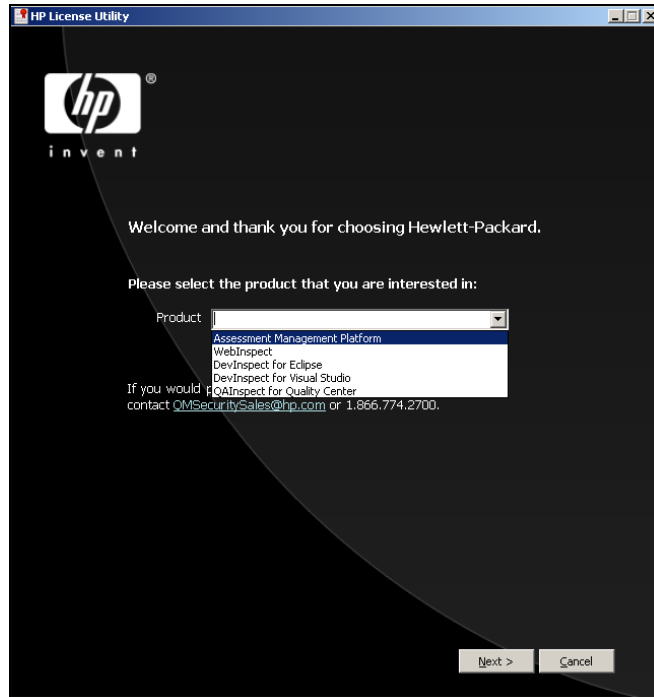 HP License Utility
hp
®
invent
Welcome and thank you for choosing Hewlett-Packard.
Please select the product that you are interested in:
Product
Assessment Management Platform
WebInspect
DevInspect for Eclipse
DevInspect for Visual Studio
QAInspect for Quality Center
If you would
contact QMSecuritySales@hp.com or 1.866.774.2700.
Next >
Cancel